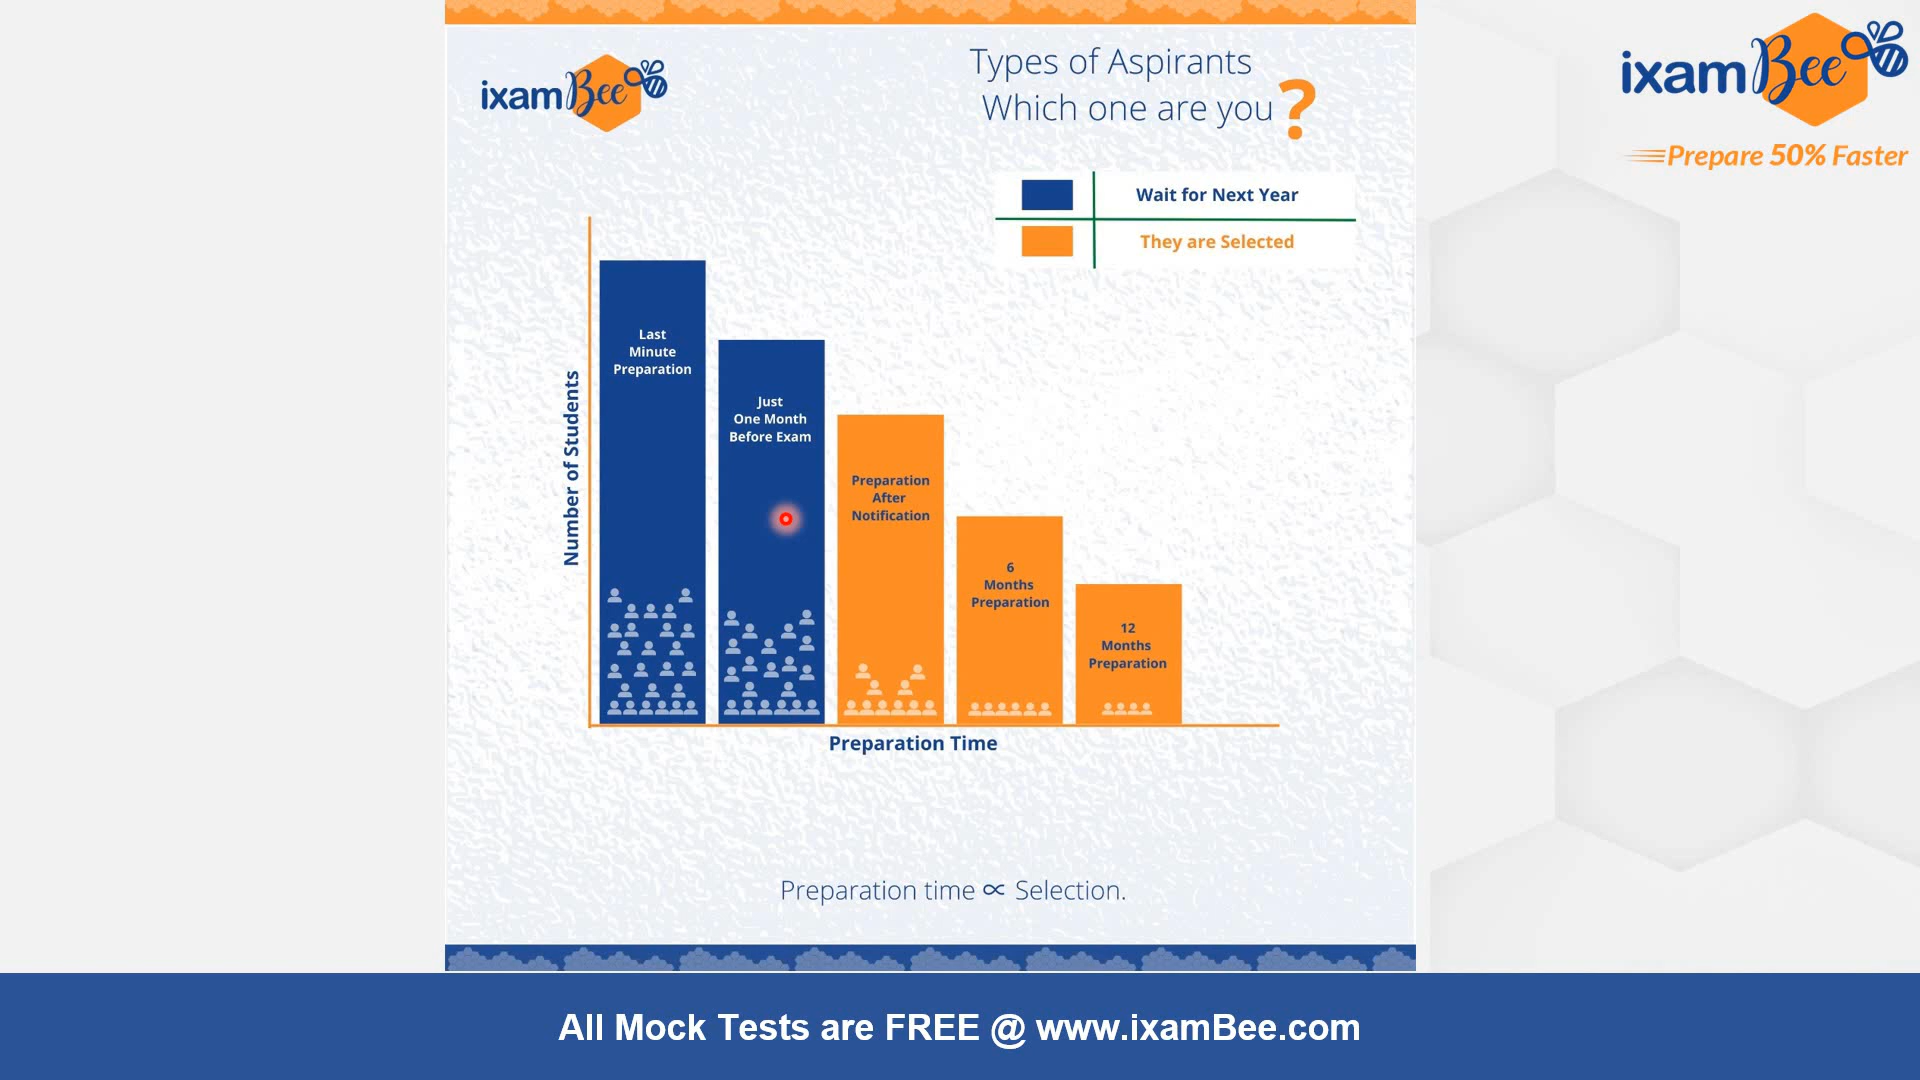 ixamBee
Types of Aspirants
Which one are you?
ixamBee
Prepare 50% Faster
Wait for Next Year
They are Selected
Number of Students
Last
Minute
Preparation
Just
One Month
Before Exam
Preparation
After
Notification
6
Months
Preparation
12
Months
Preparation
Preparation Time
Preparation time ∝ Selection.
All Mock Tests are FREE @ www.ixamBee.com